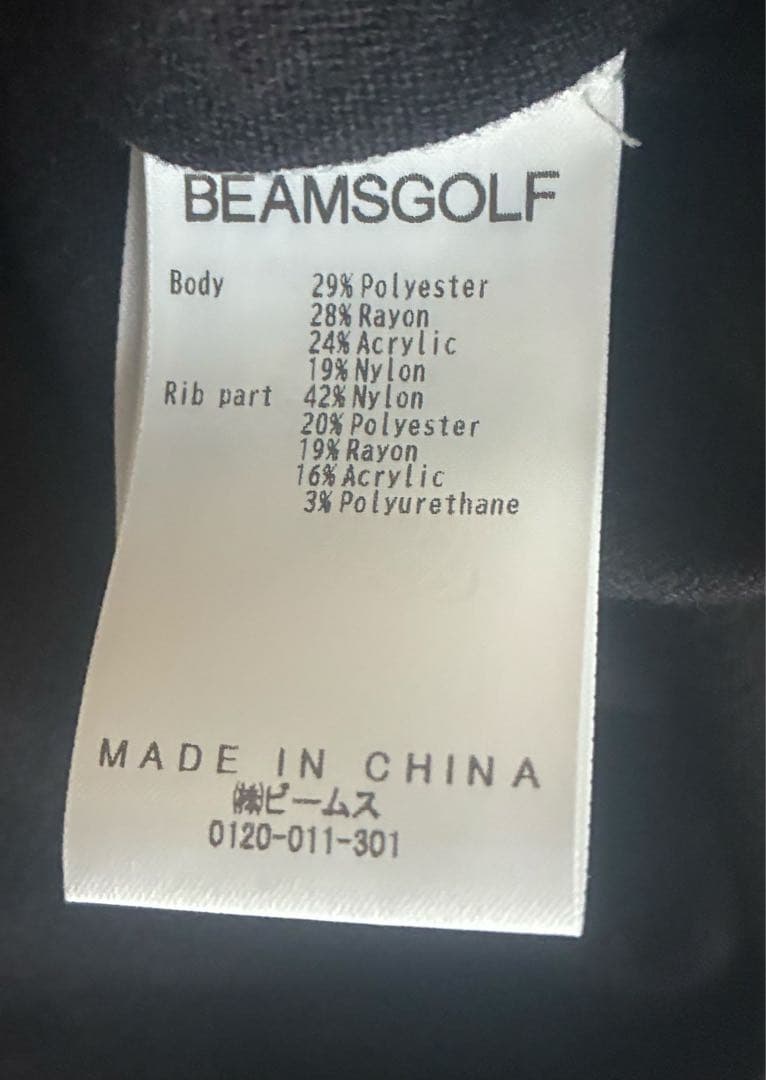 BEAMSGOLF
Body 29% Polyester
28% Rayon
24% Acrylic
19% Nylon
Rib part 42% Nylon
20% Polyester
19% Rayon
16% Acrylic
3% Polyurethane
MADE IN CHINA
㈱ビームス
0120-011-301